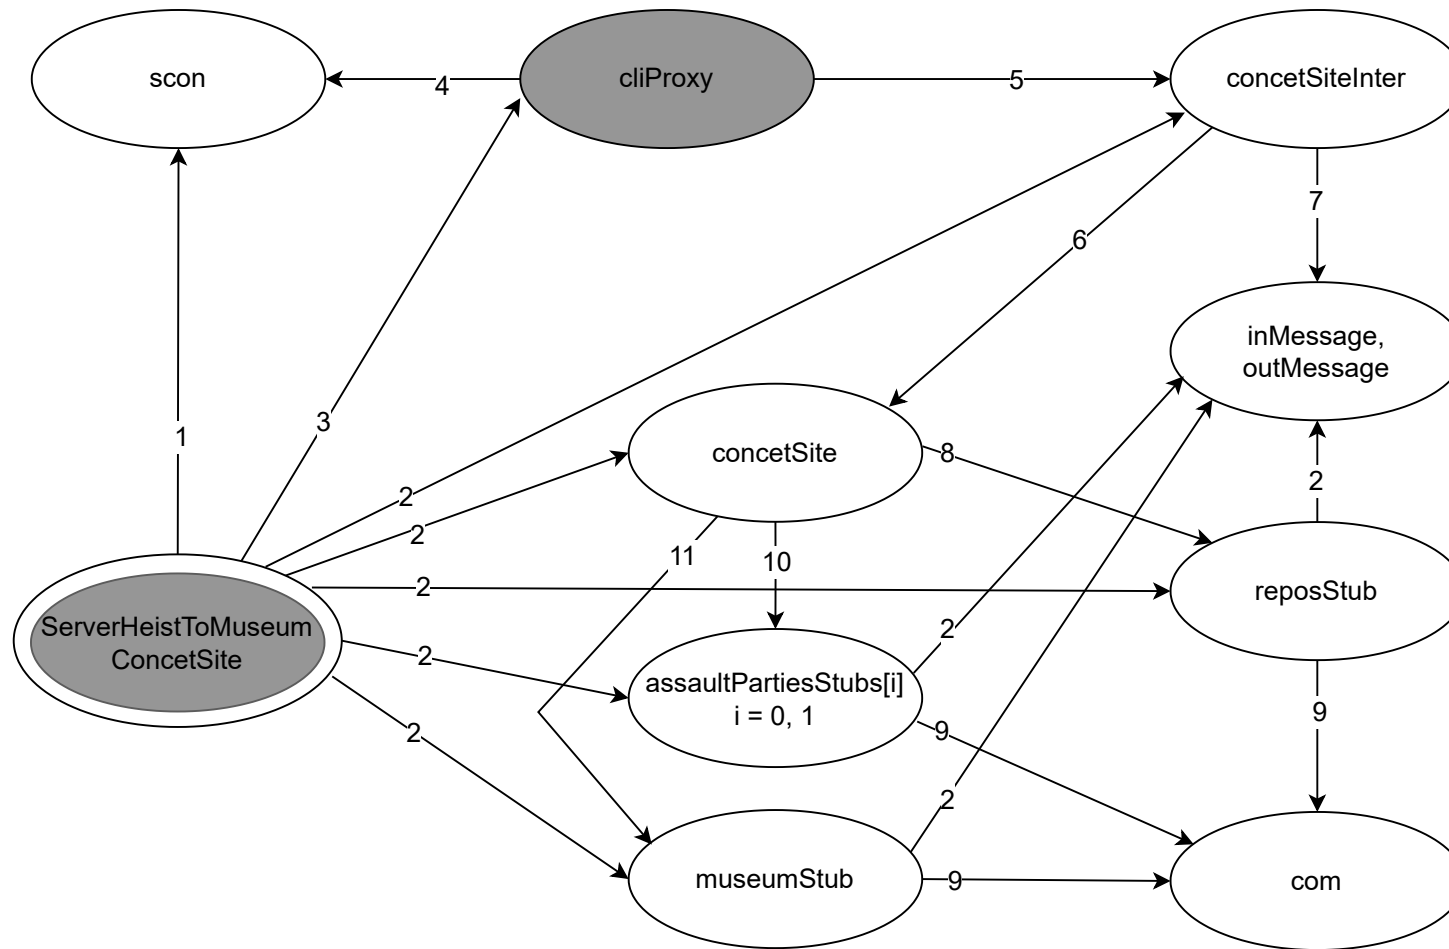 scon
4
cliProxy
5
concetSiteInter
7
6
inMessage,
outMessage
3
1
concetSite
8
2
2
2
11
10
2
reposStub
ServerHeistToMuseum
ConcetSite
2
2
assaultPartiesStubs[i]
i = 0, 1
9
9
2
2
museumStub
9
com